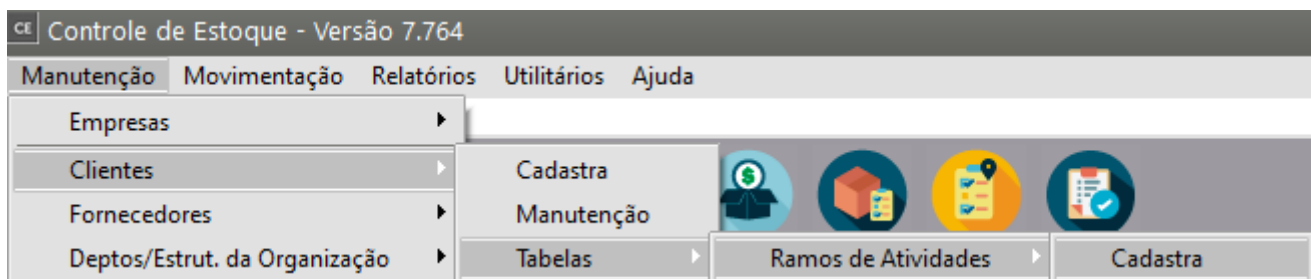 CE Controle de Estoque - Versão 7.764
Manutenção Movimentação Relatórios Utilitários Ajuda
Empresas
Clientes Cadastra
Fornecedores Manutenção
Deptos/Estrut. da Organização Tabelas Ramos de Atividades Cadastra